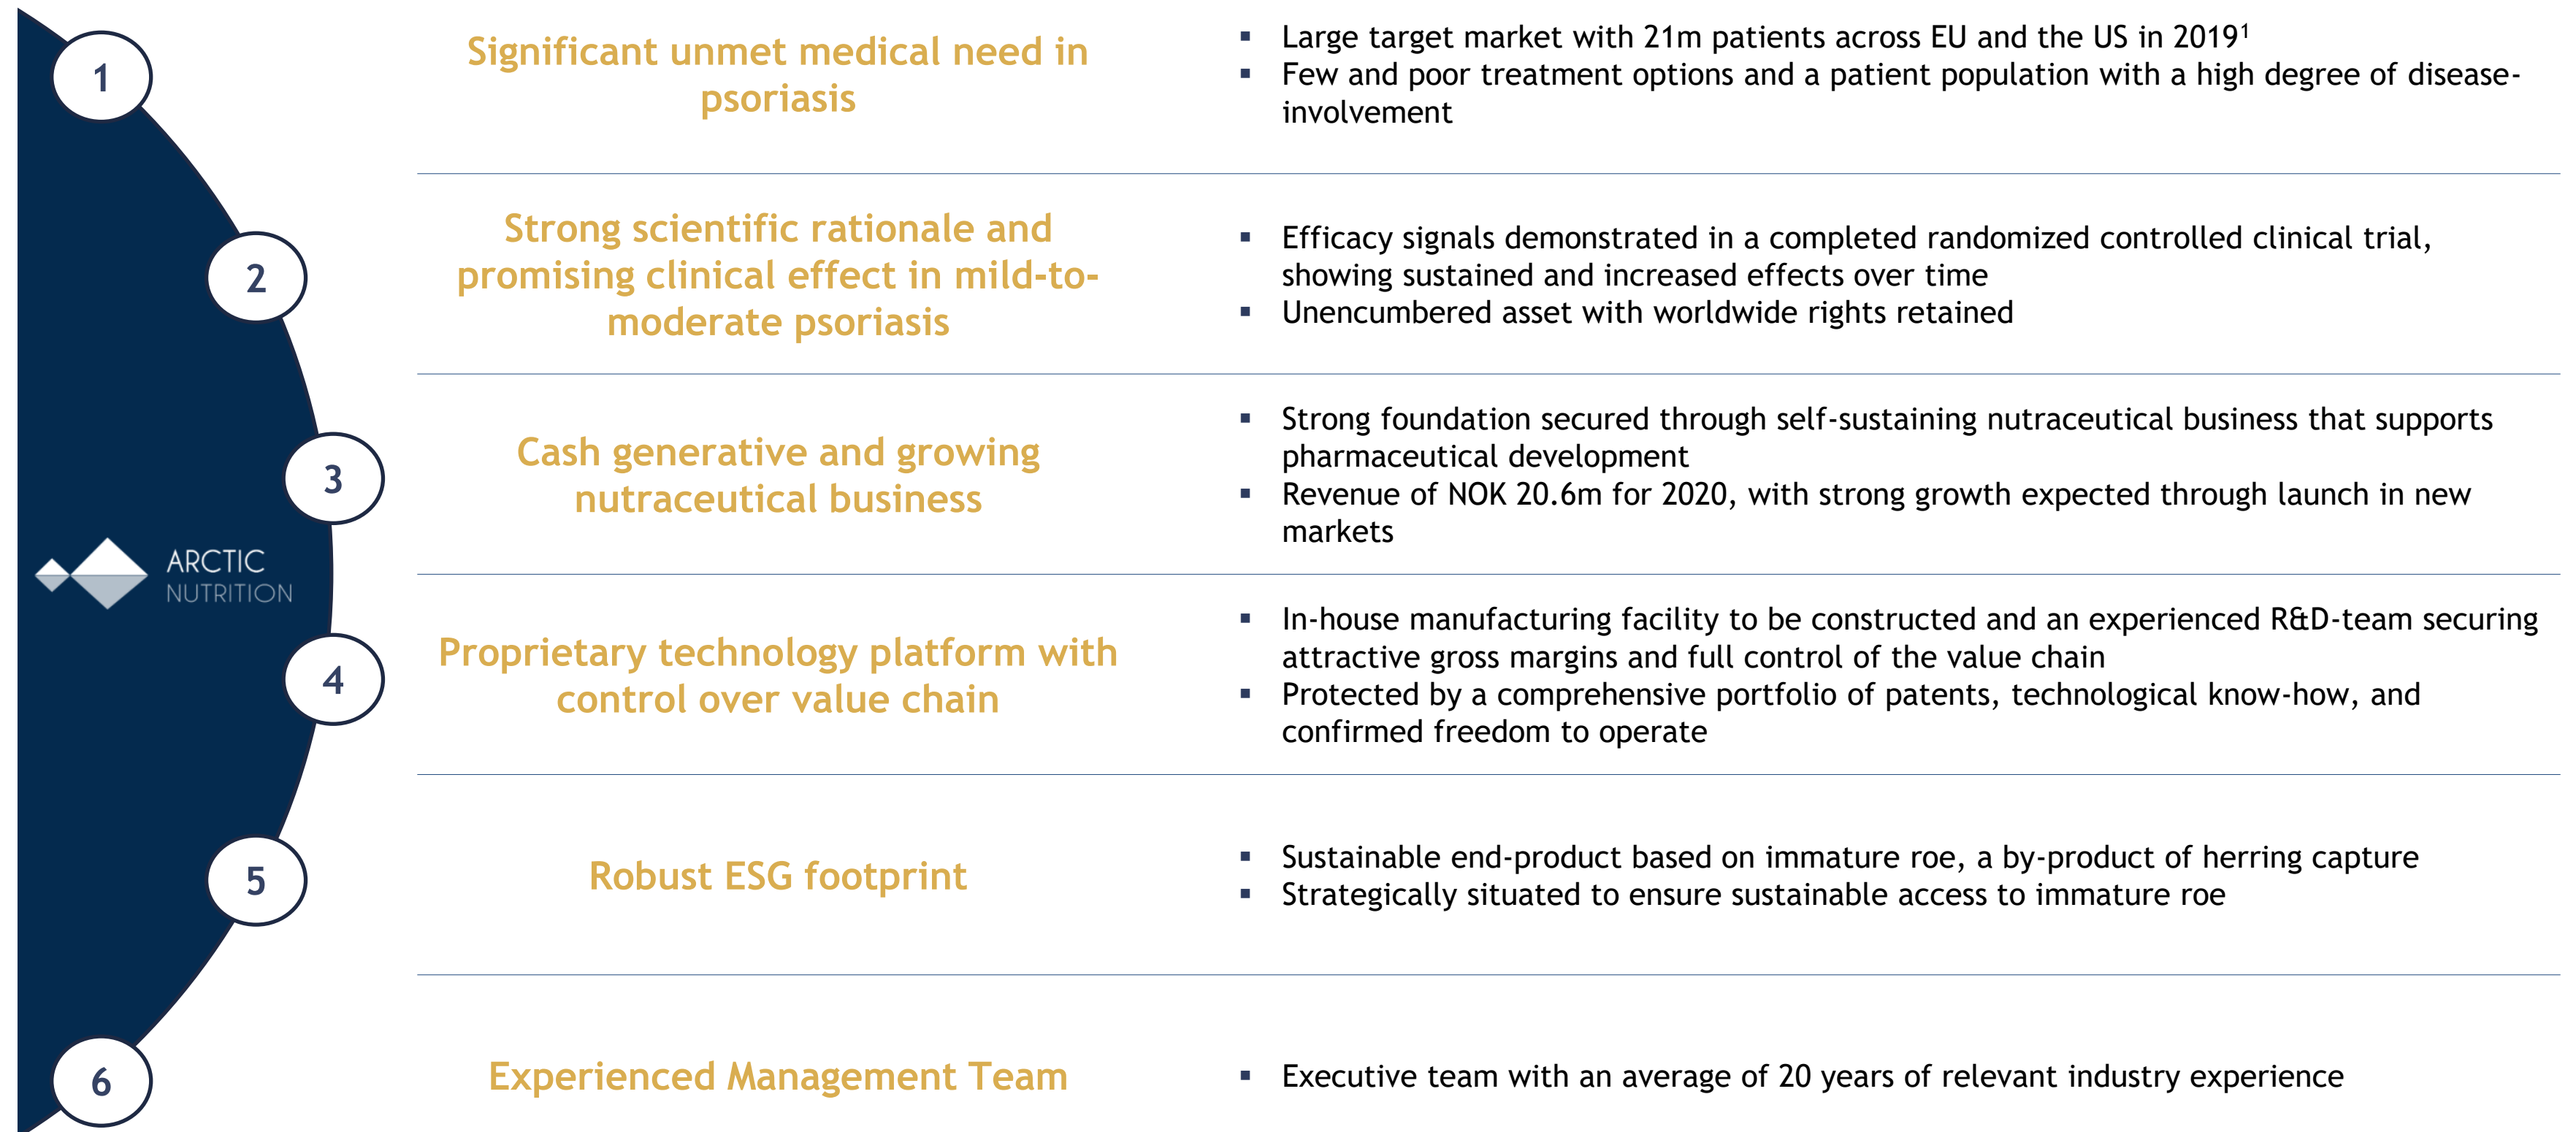 1
Significant unmet medical need in
psoriasis
▪ Large target market with 21m patients across EU and the US in 2019¹
▪ Few and poor treatment options and a patient population with a high degree of disease-
involvement
2
Strong scientific rationale and
promising clinical effect in mild-to-
moderate psoriasis
▪ Efficacy signals demonstrated in a completed randomized controlled clinical trial,
showing sustained and increased effects over time
▪ Unencumbered asset with worldwide rights retained
3
Cash generative and growing
nutraceutical business
▪ Strong foundation secured through self-sustaining nutraceutical business that supports
pharmaceutical development
▪ Revenue of NOK 20.6m for 2020, with strong growth expected through launch in new
markets
ARCTIC
NUTRITION
4
Proprietary technology platform with
control over value chain
▪ In-house manufacturing facility to be constructed and an experienced R&D-team securing
attractive gross margins and full control of the value chain
▪ Protected by a comprehensive portfolio of patents, technological know-how, and
confirmed freedom to operate
5
Robust ESG footprint
▪ Sustainable end-product based on immature roe, a by-product of herring capture
▪ Strategically situated to ensure sustainable access to immature roe
6
Experienced Management Team
▪ Executive team with an average of 20 years of relevant industry experience